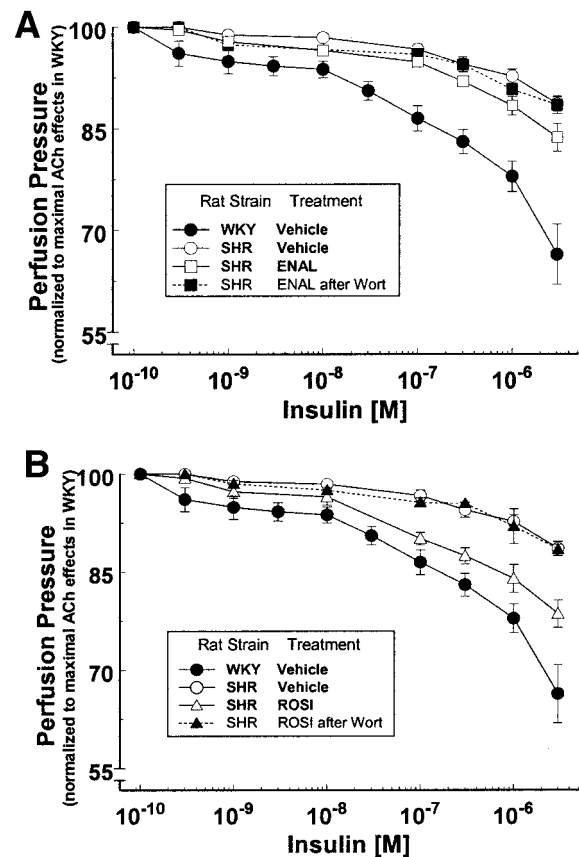 A
Perfusion Pressure
(normalized to maximal ACh effects in WKY)
100
85
70
55
Rat Strain Treatment
WKY Vehicle
SHR Vehicle
SHR ENAL
SHR ENAL after Wort
10-10 10-9 10-8 10-7 10-6
Insulin [M]
B
Perfusion Pressure
(normalized to maximal ACh effects in WKY)
100
85
70
55
Rat Strain Treatment
WKY Vehicle
SHR Vehicle
SHR ROSI
SHR ROSI after Wort
10-10 10-9 10-8 10-7 10-6
Insulin [M]